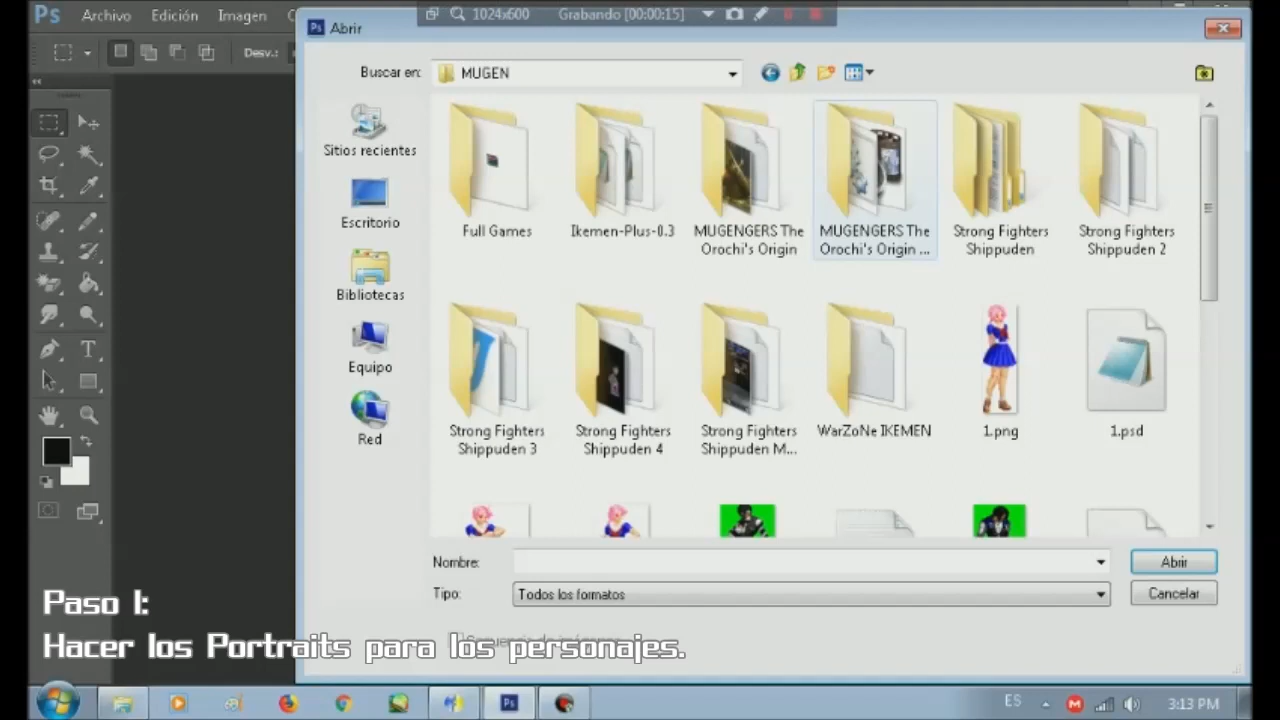 Ps Archivo Edición Imagen
1024x600 Grabando [00:00:15]
Ps Abrir
Desv.:
Buscar en: MUGEN
Sitios recientes
Escritorio
Bibliotecas
Equipo
Red
Full Games
Ikemen-Plus-0.3
MUGENGERS The
Orochi's Origin
MUGENGERS The
Orochi's Origin ...
Strong Fighters
Shippuden
Strong Fighters
Shippuden 2
Strong Fighters
Shippuden 3
Strong Fighters
Shippuden 4
Strong Fighters
Shippuden M...
WarZoNe IKEMEN
1.png
1.psd
Nombre:
Abrir
Tipo: Todos los formatos
Cancelar
Paso 1:
Hacer los Portraits para los personajes.
Ps
ES
3:13 PM